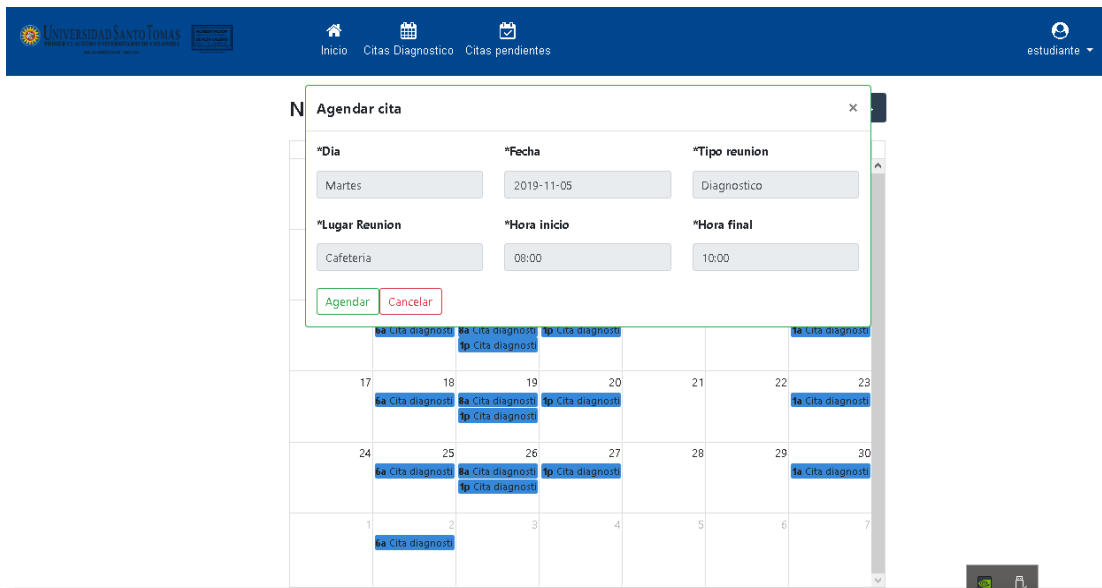 UNIVERSIDAD SANTO TOMÁS
Inicio
Citas Diagnostico
Citas pendientes
estudiante
N
Agendar cita ×
*Dia *Fecha *Tipo reunion
Martes 2019-11-05 Diagnostico
*Lugar Reunion *Hora inicio *Hora final
Cafeteria 08:00 10:00
Agendar Cancelar
6a Cita diagnosti 8a Cita diagnosti 1p Cita diagnosti 1a Cita diagnosti
1p Cita diagnosti
17 18 19 20 21 22 23
6a Cita diagnosti 8a Cita diagnosti 1p Cita diagnosti 1a Cita diagnosti
1p Cita diagnosti
24 25 26 27 28 29 30
6a Cita diagnosti 8a Cita diagnosti 1p Cita diagnosti 1a Cita diagnosti
1p Cita diagnosti
1 2 3 4 5 6 7
6a Cita diagnosti